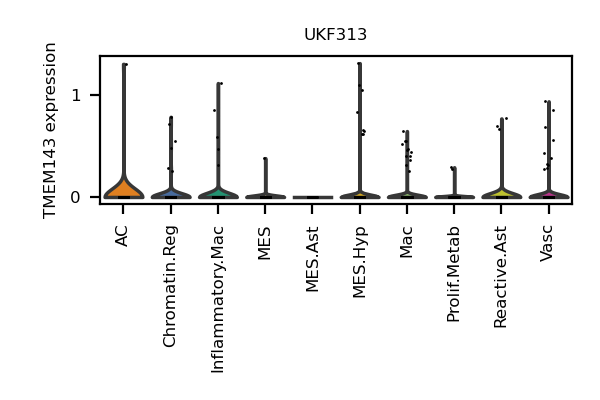 UKF313
TMEM143 expression
1
0
AC
Chromatin.Reg
Inflammatory.Mac
MES
MES.Ast
MES.Hyp
Mac
Prolif.Metab
Reactive.Ast
Vasc